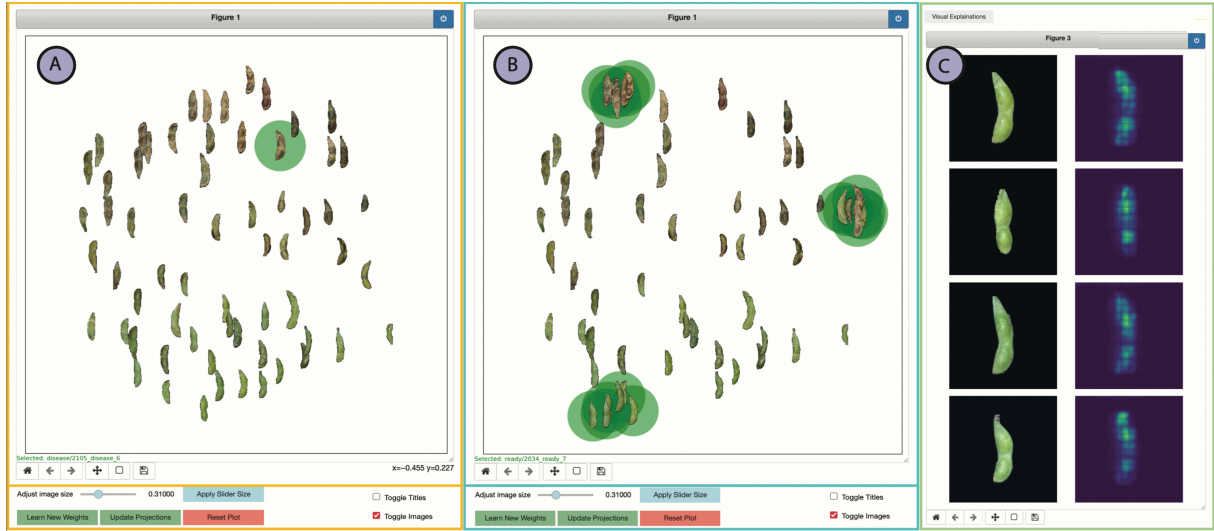 Figure 1
A
Selected: disease/2105_disease_6
x=−0.455 y=0.227
Adjust image size 0.31000 Apply Slider Size Toggle Titles
Learn New Weights Update Projections Reset Plot Toggle Images
Figure 1
B
Selected: ready/2034_ready_7
Adjust image size 0.31000 Apply Slider Size Toggle Titles
Learn New Weights Update Projections Reset Plot Toggle Images
Visual Explainations
Figure 3
C